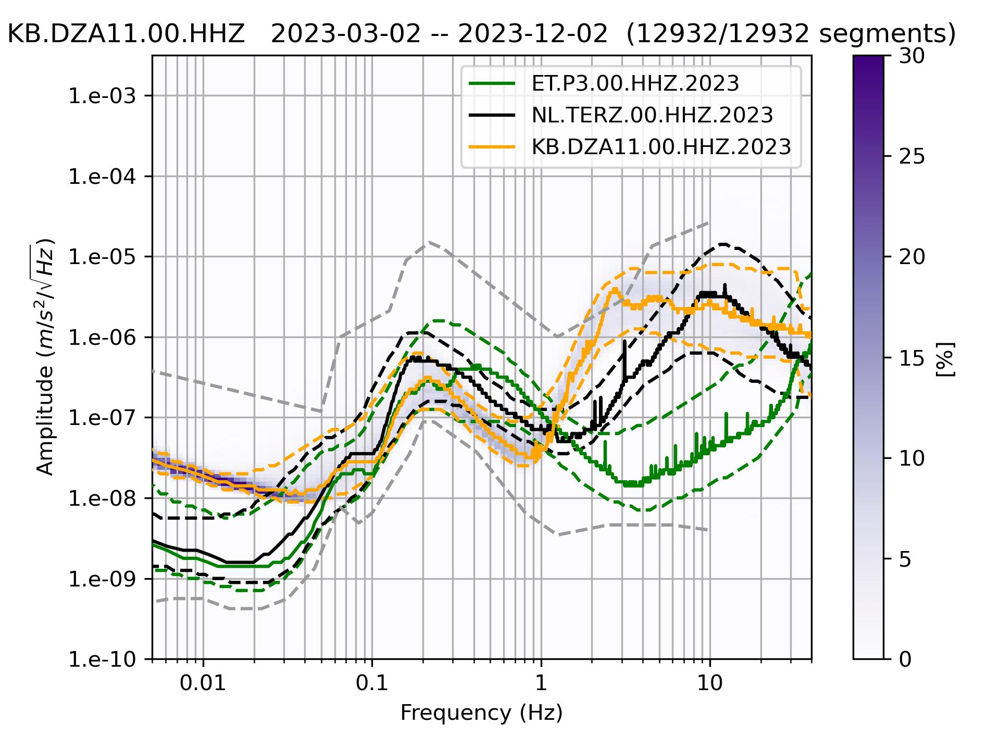 KB.DZA11.00.HHZ   2023-03-02 -- 2023-12-02  (12932/12932 segments)
ET.P3.00.HHZ.2023
NL.TERZ.00.HHZ.2023
KB.DZA11.00.HHZ.2023
Amplitude (m/s²/√Hz)
1.e-03
1.e-04
1.e-05
1.e-06
1.e-07
1.e-08
1.e-09
1.e-10
0.01
0.1
1
10
Frequency (Hz)
30
25
20
15
10
5
0
[%]